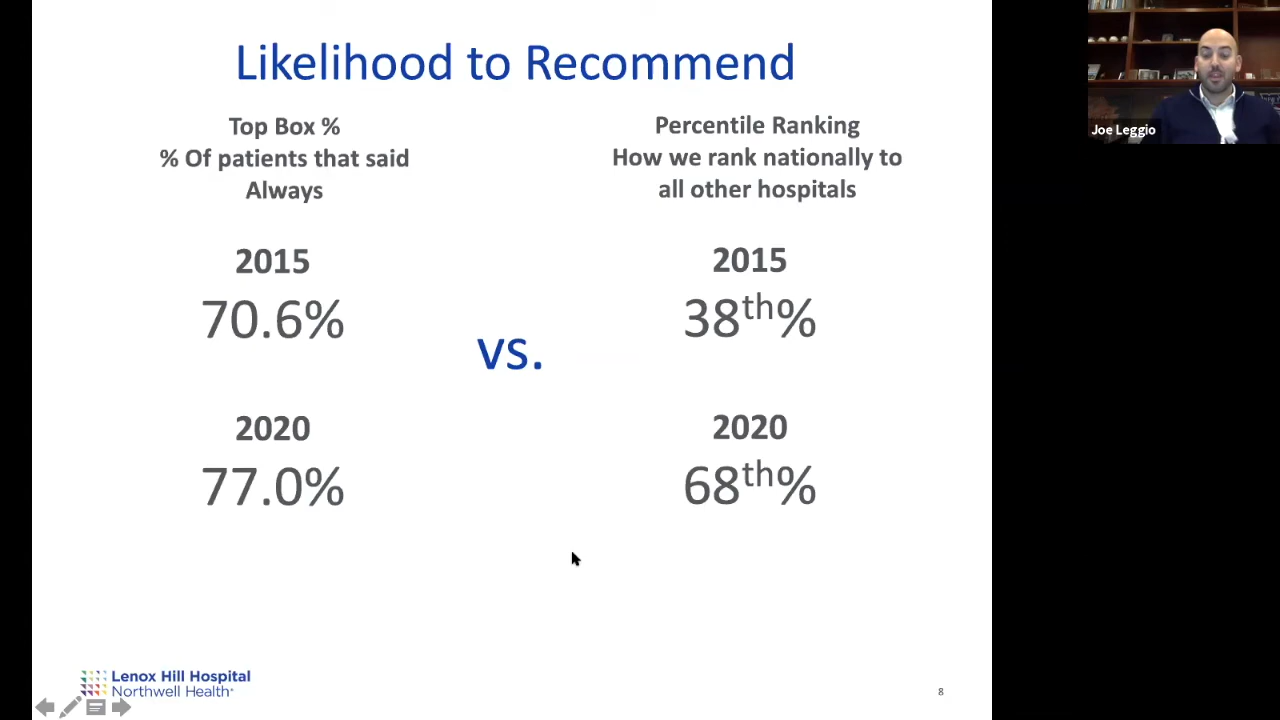 Likelihood to Recommend
Top Box %
% Of patients that said
Always
2015
70.6%
2020
77.0%
vs.
Percentile Ranking
How we rank nationally to
all other hospitals
2015
38th%
2020
68th%
Lenox Hill Hospital
Northwell Health
8
Joe Leggio